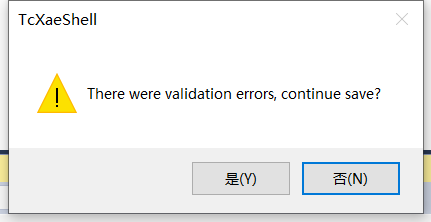 TcXaeShell
There were validation errors, continue save?
是(Y)
否(N)